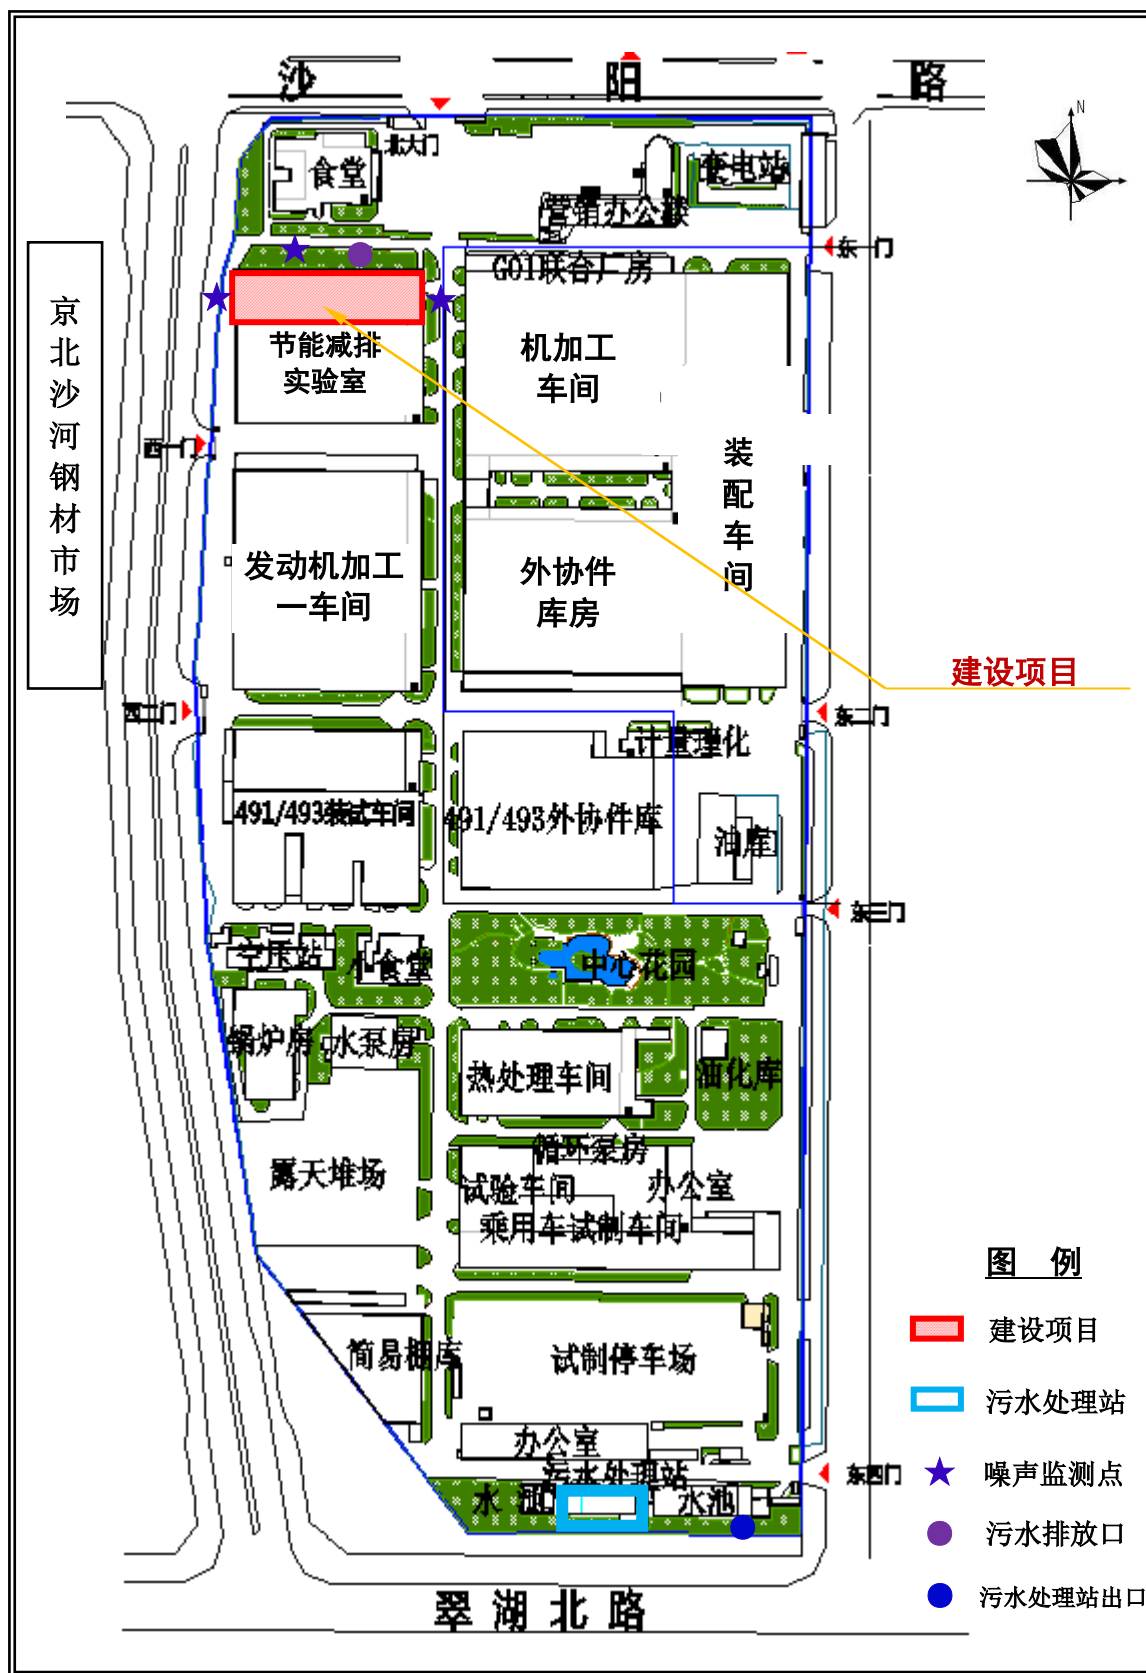 沙 阳 路
N
北大门
食堂
变电站
营销办公楼
东一门
G01联合厂房
京北沙河钢材市场
节能减排
实验室
机加工
车间
西一门
装配车间
发动机加工
一车间
外协件
库房
建设项目
西二门
东二门
计量理化
491/493装试车间
491/493外协件库
油库
东三门
空压站
小食堂
中心花园
锅炉房
水泵房
热处理车间
油化库
循环泵房
露天堆场
试验车间
办公室
乘用车试制车间
图 例
建设项目
简易棚库
试制停车场
污水处理站
办公室
污水处理站
东四门
噪声监测点
水池
水池
污水排放口
污水处理站出口
翠湖北路